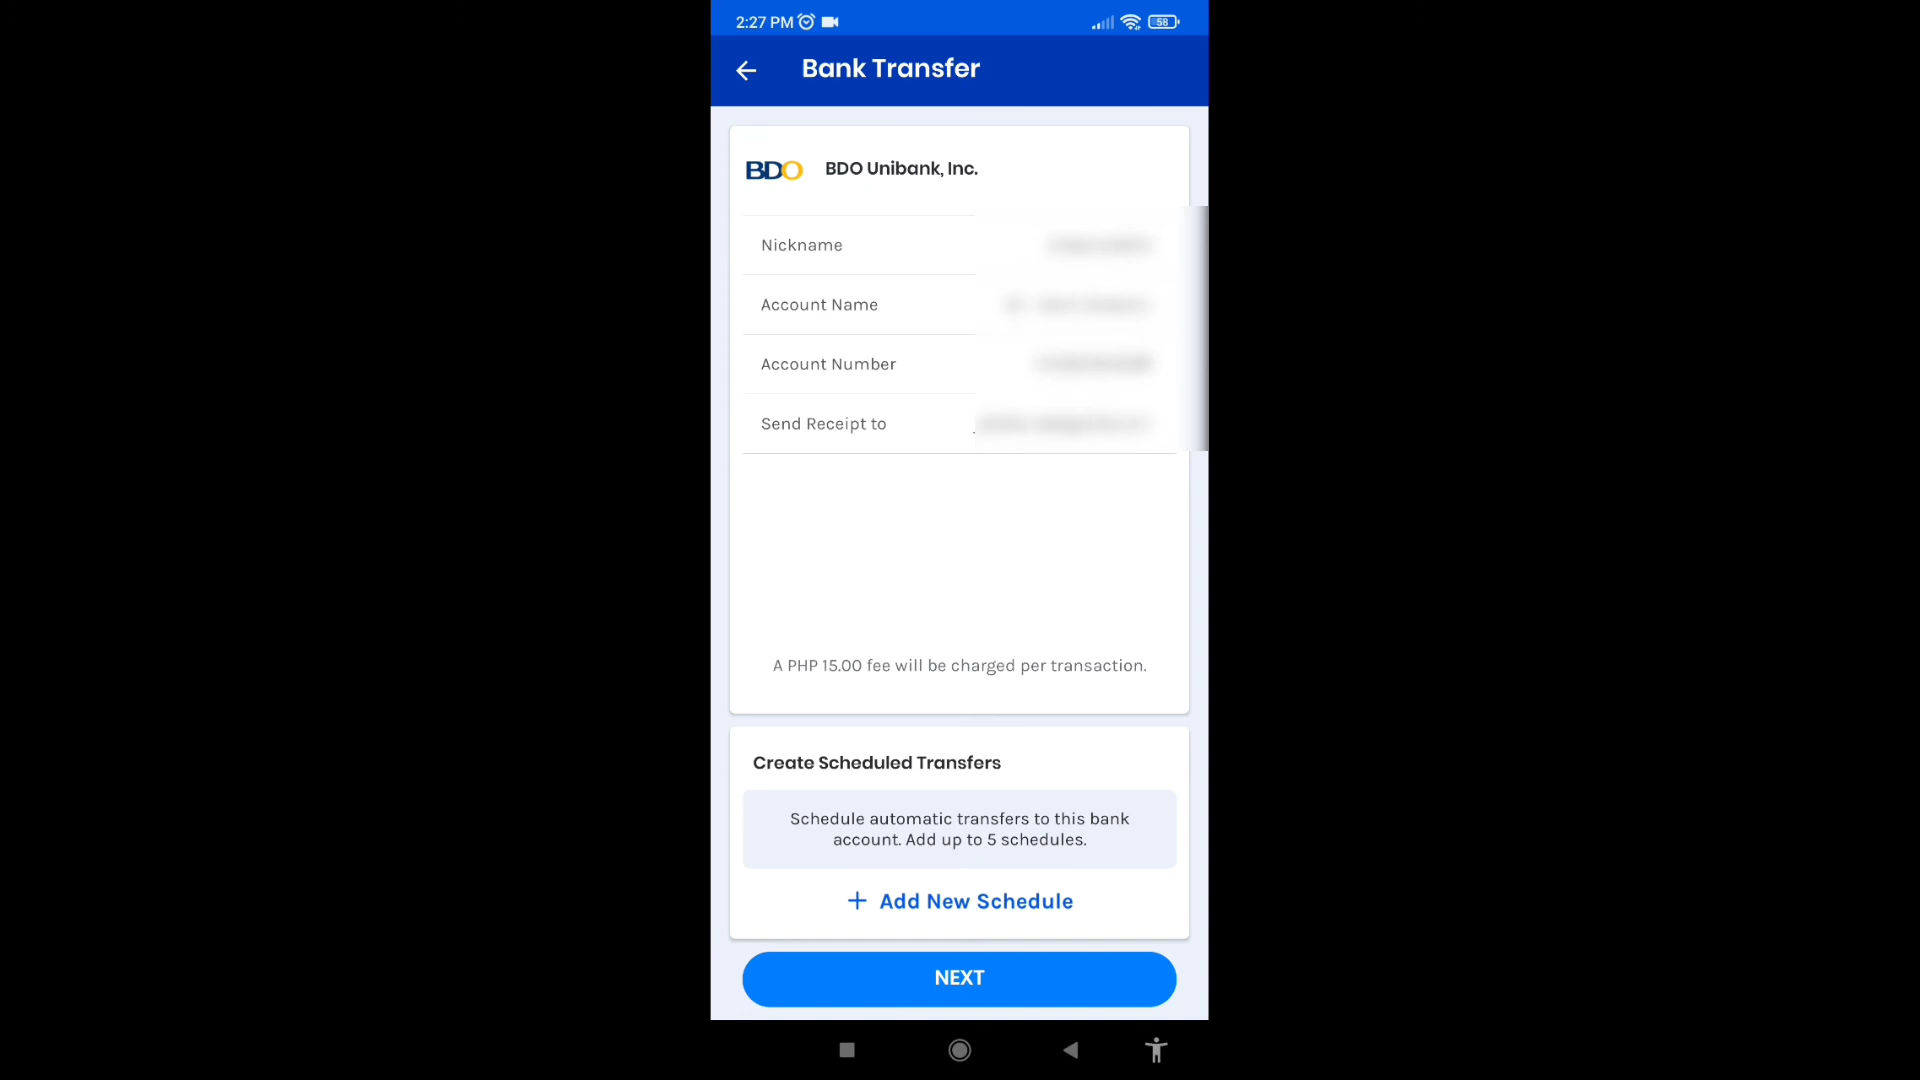 2:27 PM
58
Bank Transfer
BDO
BDO Unibank, Inc.
Nickname
Account Name
Account Number
Send Receipt to
A PHP 15.00 fee will be charged per transaction.
Create Scheduled Transfers
Schedule automatic transfers to this bank
account. Add up to 5 schedules.
+ Add New Schedule
NEXT